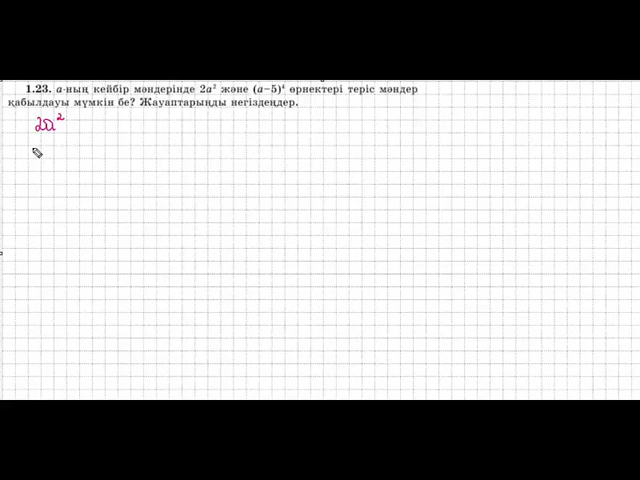 1.23. а-ның кейбір мәндерінде 2a² және (a−5)⁴ өрнектері теріс мәндер
қабылдауы мүмкін бе? Жауаптарыңды негіздеңдер.
2a²